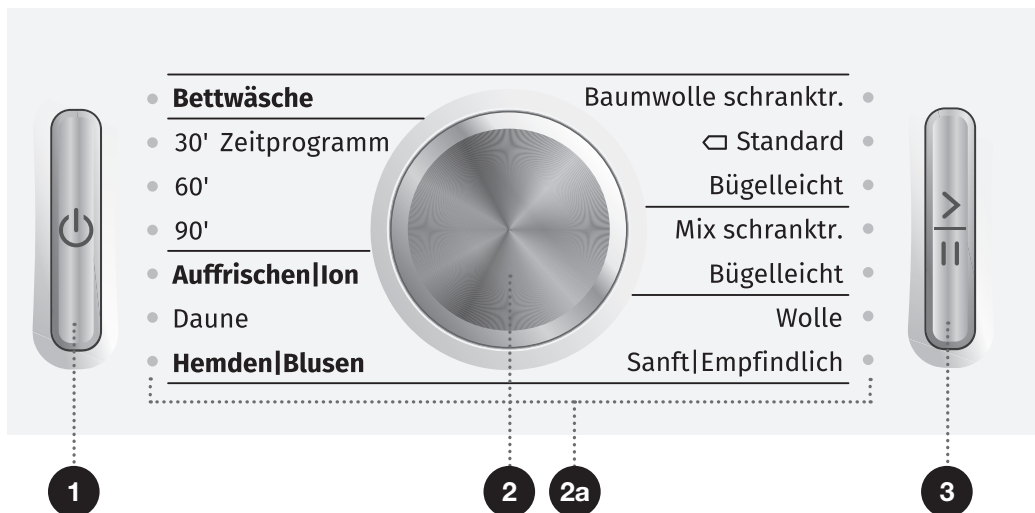 Bettwäsche
30' Zeitprogramm
60'
90'
Auffrischen|Ion
Daune
Hemden|Blusen
Baumwolle schranktr.
Standard
Bügelleicht
Mix schranktr.
Bügelleicht
Wolle
Sanft|Empfindlich
1
2
2a
3